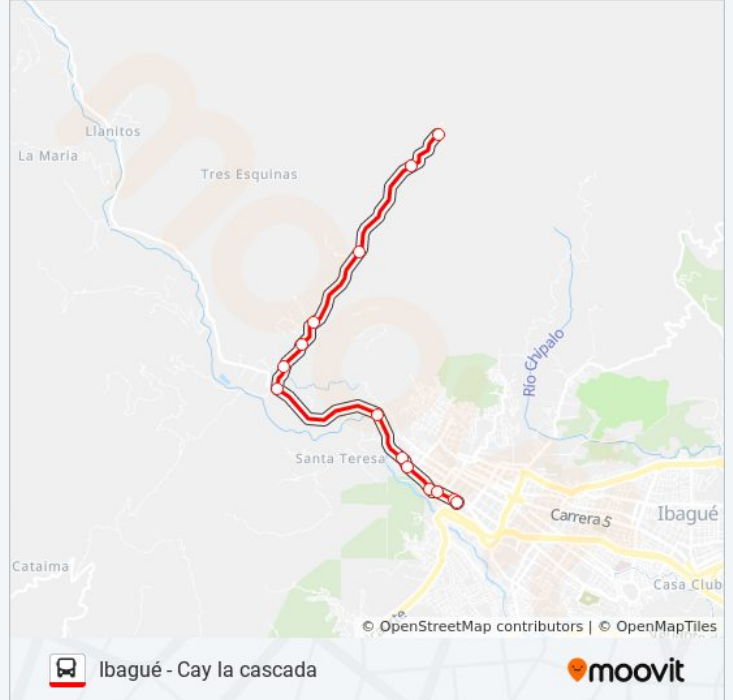 Llanitos
La Maria
Tres Esquinas
Río Chipalo
Santa Teresa
Carrera 5
Ibagué
Cataima
Casa Club
© OpenStreetMap contributors | © OpenMapTiles
Ibagué - Cay la cascada
moovit